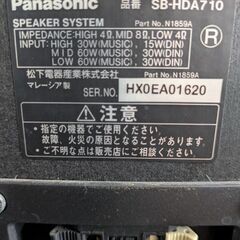 Panasonic 品番 SB-HDA710
SPEAKER SYSTEM Part.No.N1859A
IMPEDANCE:HIGH 4Ω, MID 8Ω, LOW 4Ω
INPUT:HIGH 30W(MUSIC), 15W(DIN)
MID 60W(MUSIC), 30W(DIN)
LOW 60W(MUSIC), 30W(DIN)
R
松下電器産業株式会社 Part.No.N1859A
マレーシア製
SER.NO. HX0EA01620
⚠注意
●指定の機器でご使用ください。
故障、火災の原因となることがあります。
●ご不明な点は販売店にご相談ください。